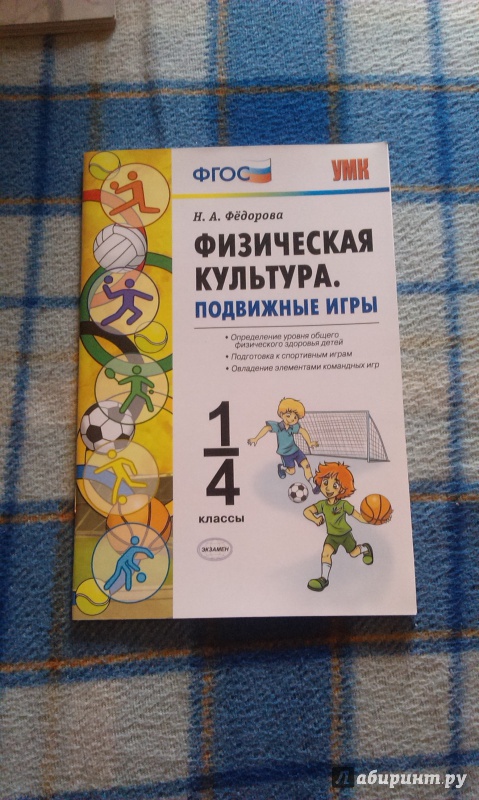 ФГОС
УМК
Н. А. Фёдорова
ФИЗИЧЕСКАЯ
КУЛЬТУРА.
ПОДВИЖНЫЕ ИГРЫ
• Определение уровня общего
физического здоровья детей
• Подготовка к спортивным играм
• Овладение элементами командных игр
1
4
классы
ЭКЗАМЕН
Лабиринт.ру